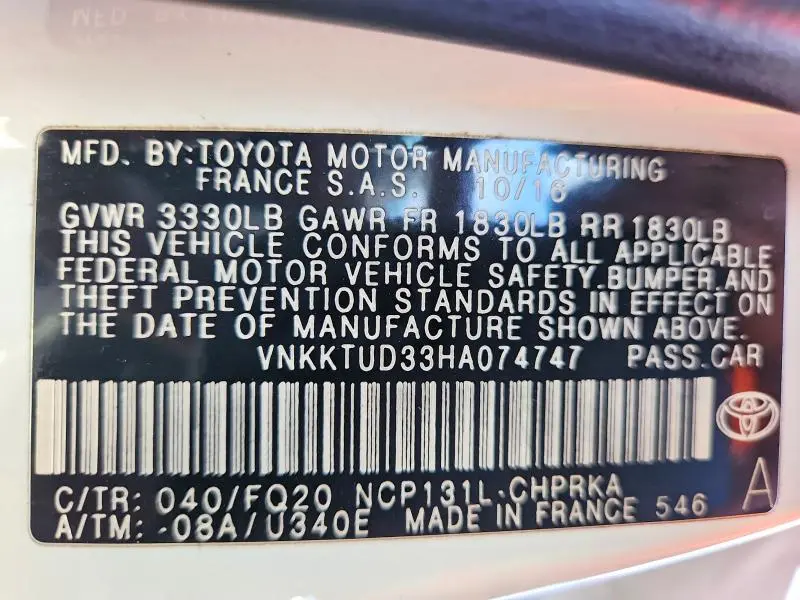 MFD. BY:TOYOTA MOTOR MANUFACTURING
FRANCE S.A.S. 10/16
GVWR 3330LB GAWR FR 1830LB RR 1830LB
THIS VEHICLE CONFORMS TO ALL APPLICABLE
FEDERAL MOTOR VEHICLE SAFETY.BUMPER.AND
THEFT PREVENTION STANDARDS IN EFFECT ON
THE DATE OF MANUFACTURE SHOWN ABOVE.
VNKKTUD33HA074747 PASS.CAR
C/TR: 040/FQ20 NCP131L-CHPRKA
A/TM: -08A/U340E MADE IN FRANCE 546 A